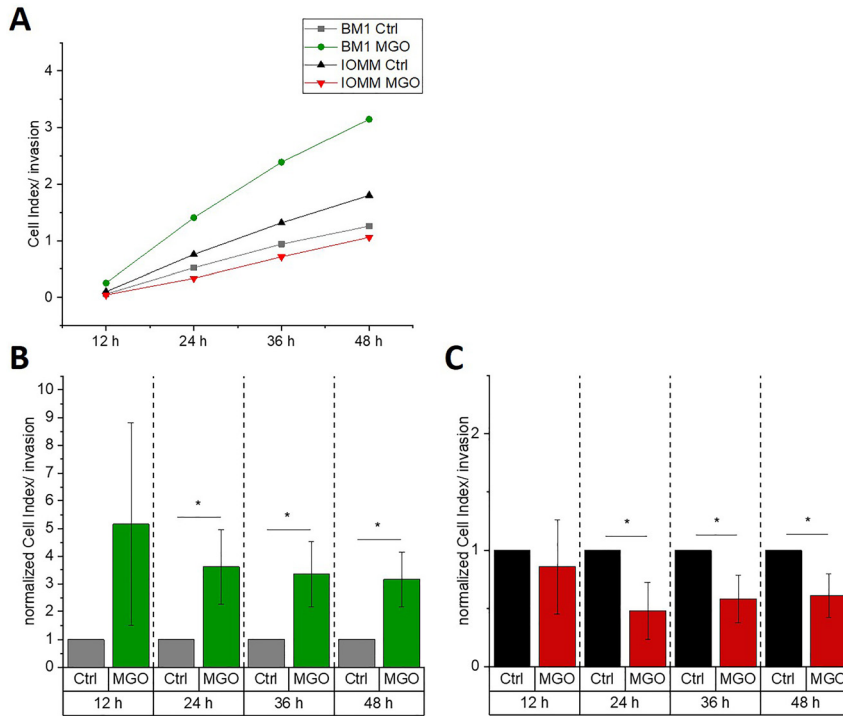 A
BM1 Ctrl
BM1 MGO
IOMM Ctrl
IOMM MGO
Cell Index/ invasion
4
3
2
1
0
12 h 24 h 36 h 48 h
B
normalized Cell Index/ invasion
10
9
8
7
6
5
4
3
2
1
0
* * *
Ctrl MGO Ctrl MGO Ctrl MGO Ctrl MGO
12 h 24 h 36 h 48 h
C
normalized Cell Index/ invasion
2
1
0
* * *
Ctrl MGO Ctrl MGO Ctrl MGO Ctrl MGO
12 h 24 h 36 h 48 h